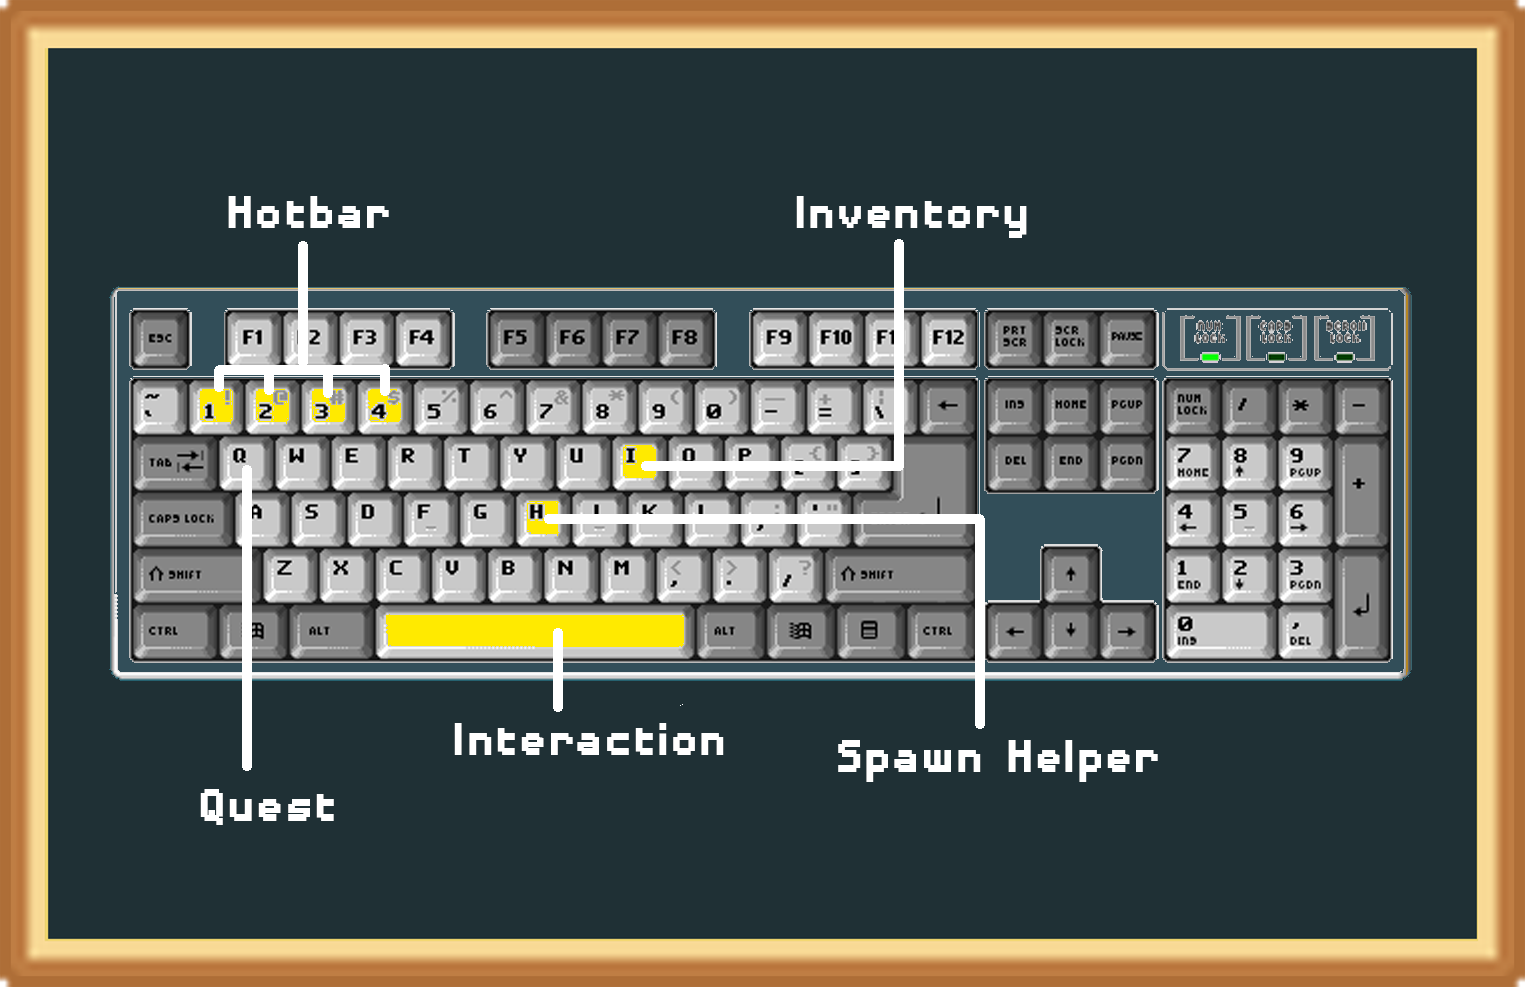 Hotbar Inventory
ESC F1 2 F3 F4 F5 F6 F7 F8 F9 F10 F1 F12 PRT SCR SCR LOCK PAUSE NUM LOCK CAPS LOCK SCROLL LOCK
~ ` 1 ! 2 @ 3 # 4 $ 5 % 6 ^ 7 & 8 * 9 ( 0 ) - = + \ ← INS HOME PGUP NUM LOCK / * -
TAB Q W E R T Y U I O P { } DEL END PGDN 7 HOME 8 ↑ 9 PGUP +
CAPS LOCK A S D F G H J K L ; ' " 4 ← 5 6 →
⇧ SHIFT Z X C V B N M < , > . ? / ⇧ SHIFT ↑ 1 END 2 ↓ 3 PGDN
CTRL ALT ALT CTRL ← ↓ → 0 INS , DEL
Interaction
Spawn Helper
Quest